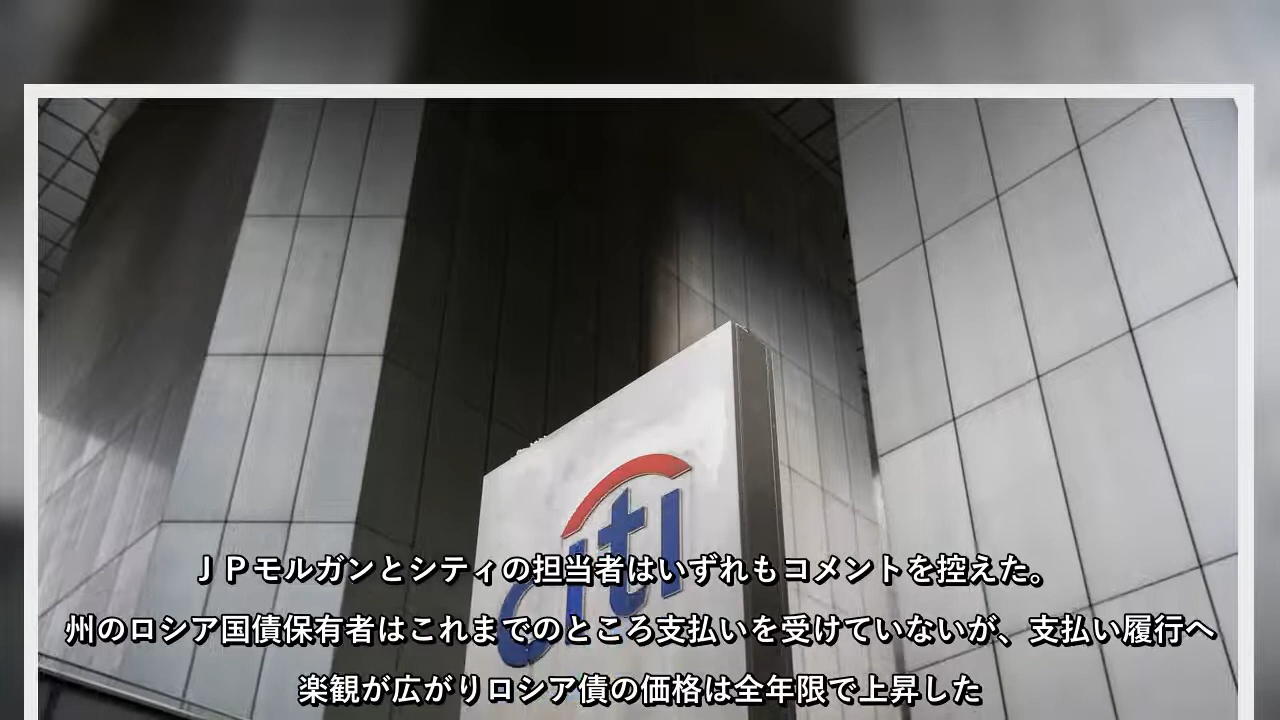 citi
ＪＰモルガンとシティの担当者はいずれもコメントを控えた。
州のロシア国債保有者はこれまでのところ支払いを受けていないが、支払い履行へ
楽観が広がりロシア債の価格は全年限で上昇した